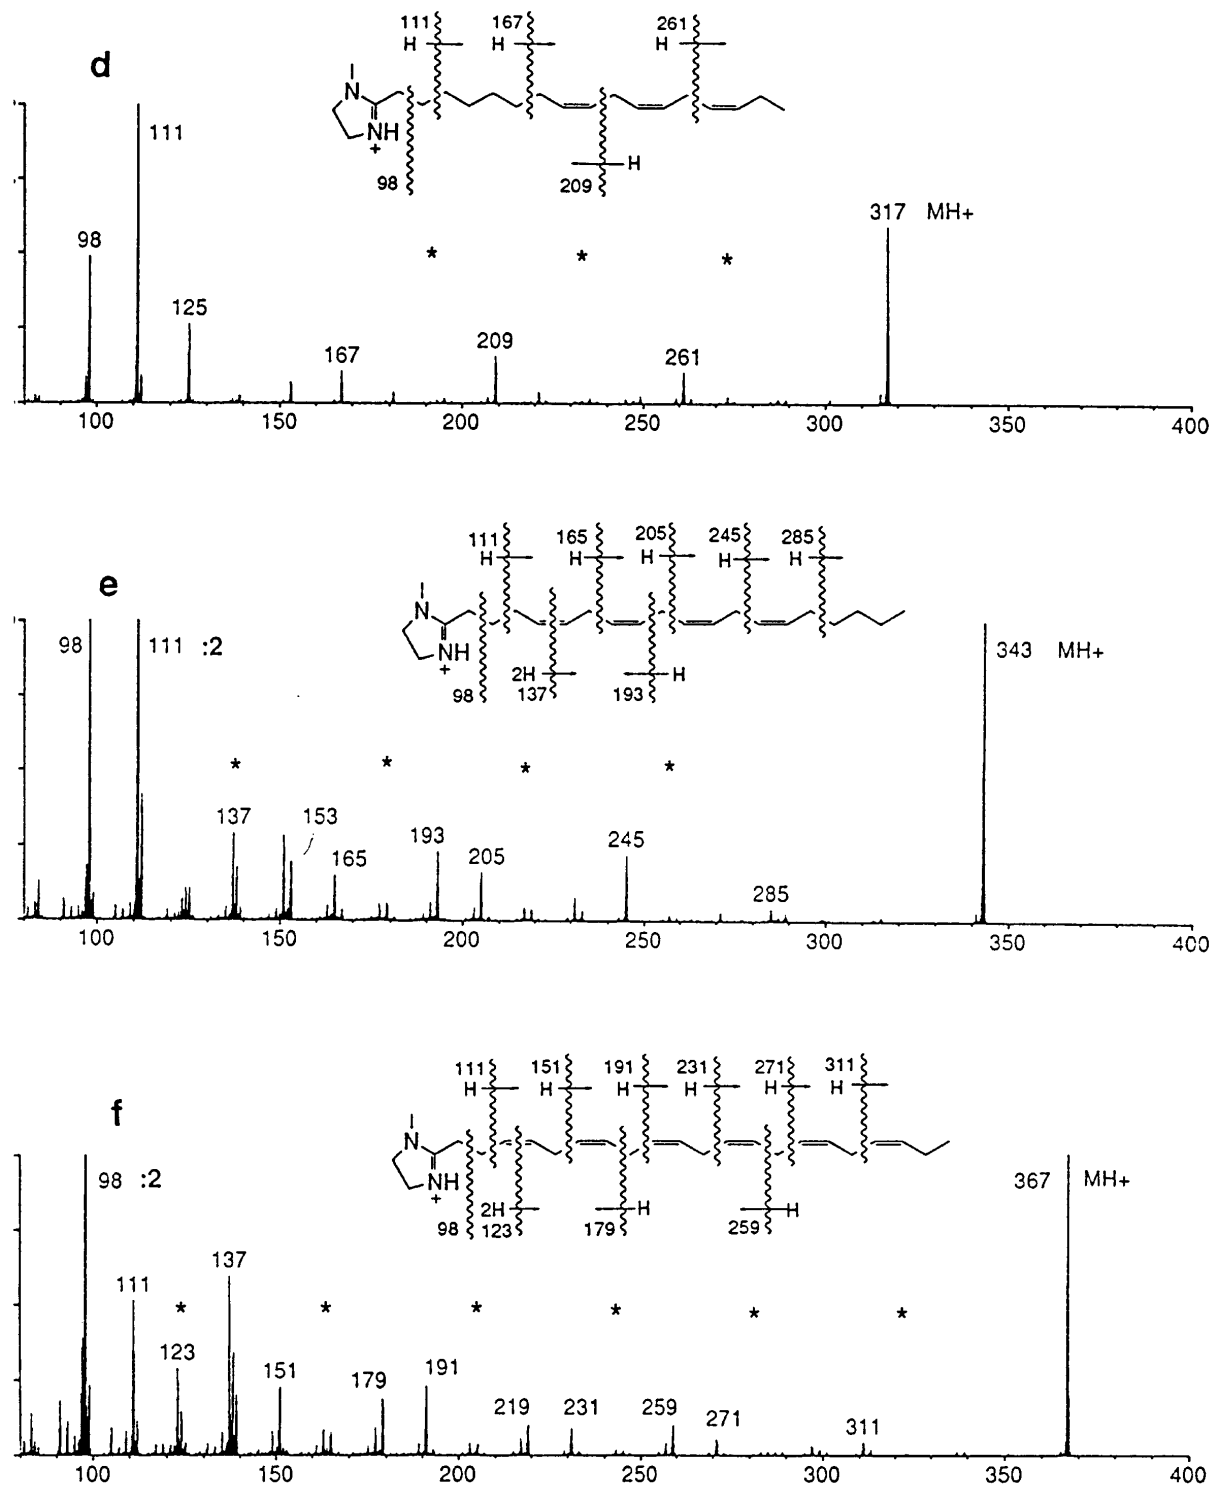 111 167 261
H H H
d
N
NH
+
H
98 209
111
317 MH+
98
* * *
125
209
167 261
100 150 200 250 300 350 400
111 165 205 245 285
H H H H H
e
N
NH
+
2H H
98 137 193
98 111 :2
343 MH+
* * * *
137 153 193 245
165 205
285
100 150 200 250 300 350 400
111 151 191 231 271 311
H H H H H H
f
N
NH
+
2H H H
98 123 179 259
98 :2
367 MH+
137
111
* * * * * *
123
151 179 191
219 231 259 271
311
100 150 200 250 300 350 400